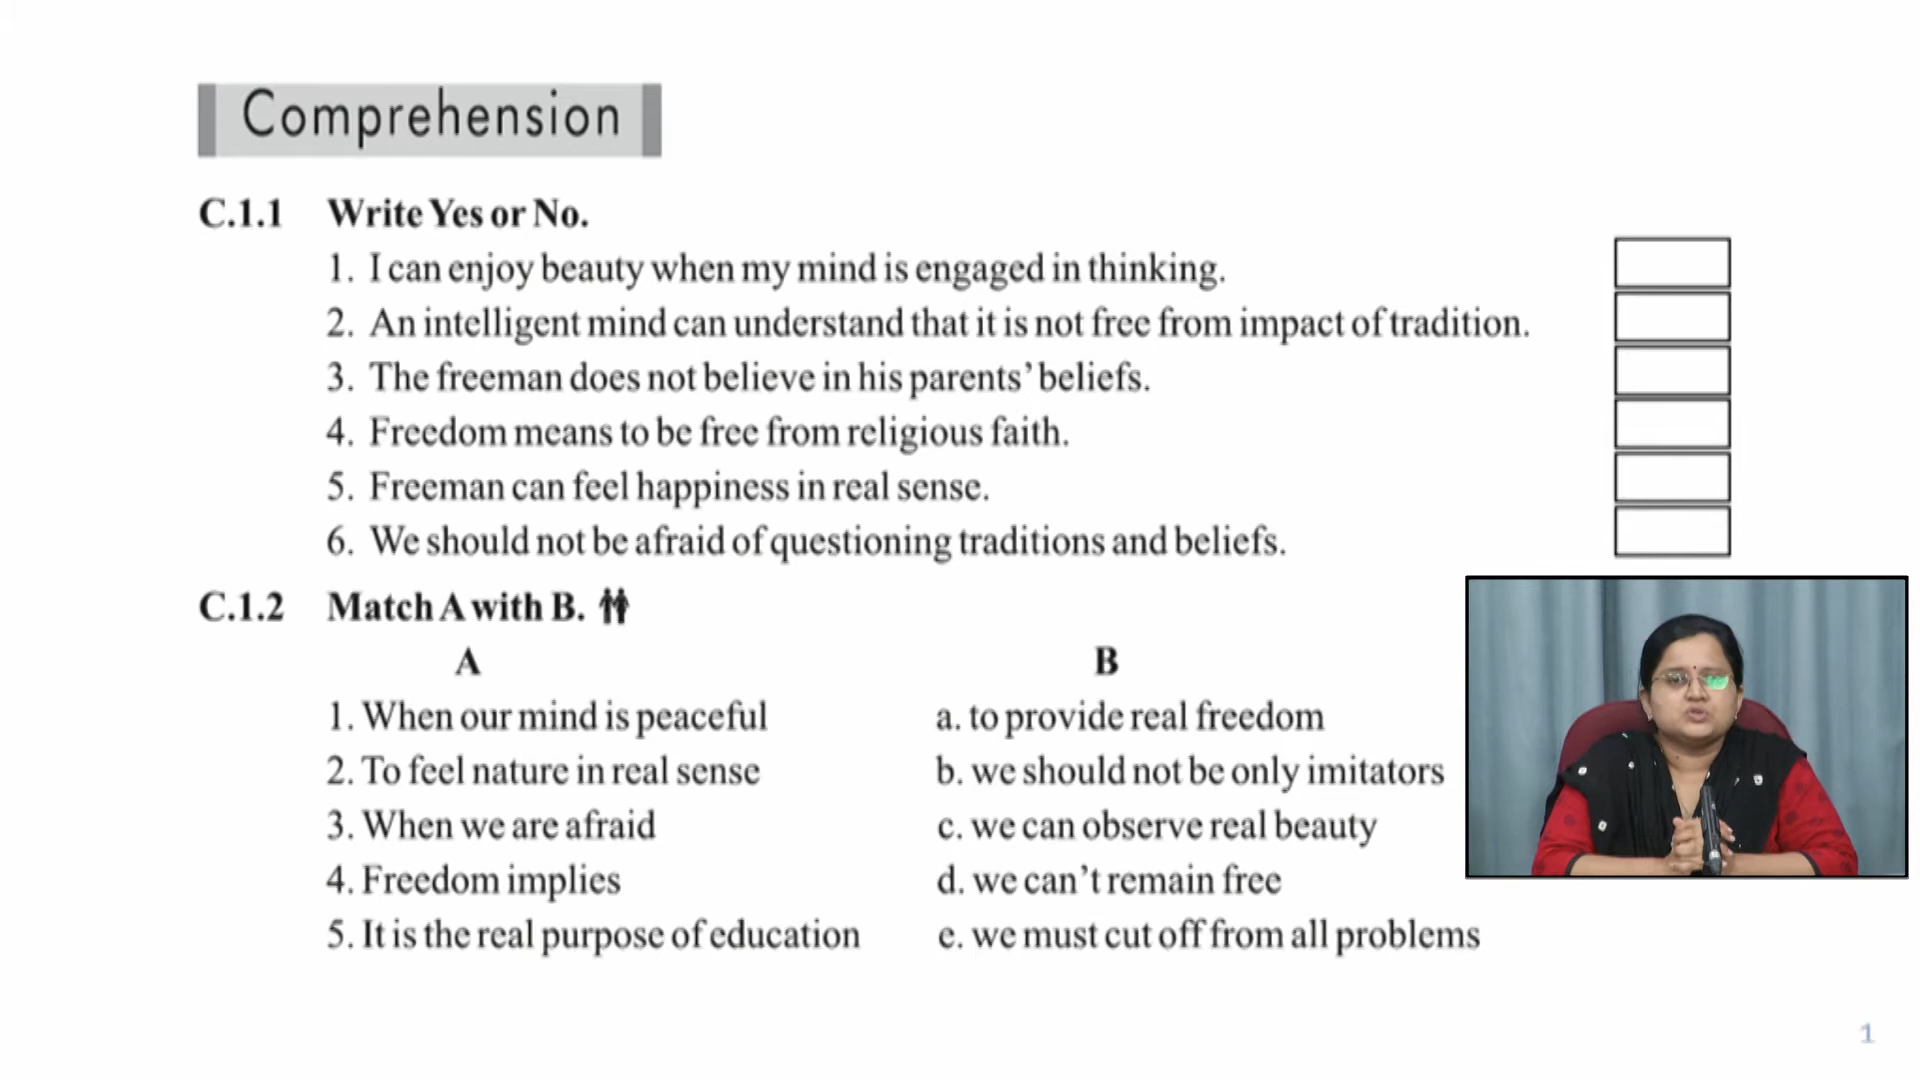 Comprehension
C.1.1 Write Yes or No.
1. I can enjoy beauty when my mind is engaged in thinking.
2. An intelligent mind can understand that it is not free from impact of tradition.
3. The freeman does not believe in his parents' beliefs.
4. Freedom means to be free from religious faith.
5. Freeman can feel happiness in real sense.
6. We should not be afraid of questioning traditions and beliefs.
C.1.2 Match A with B.
A B
1. When our mind is peaceful a. to provide real freedom
2. To feel nature in real sense b. we should not be only imitators
3. When we are afraid c. we can observe real beauty
4. Freedom implies d. we can't remain free
5. It is the real purpose of education e. we must cut off from all problems
1